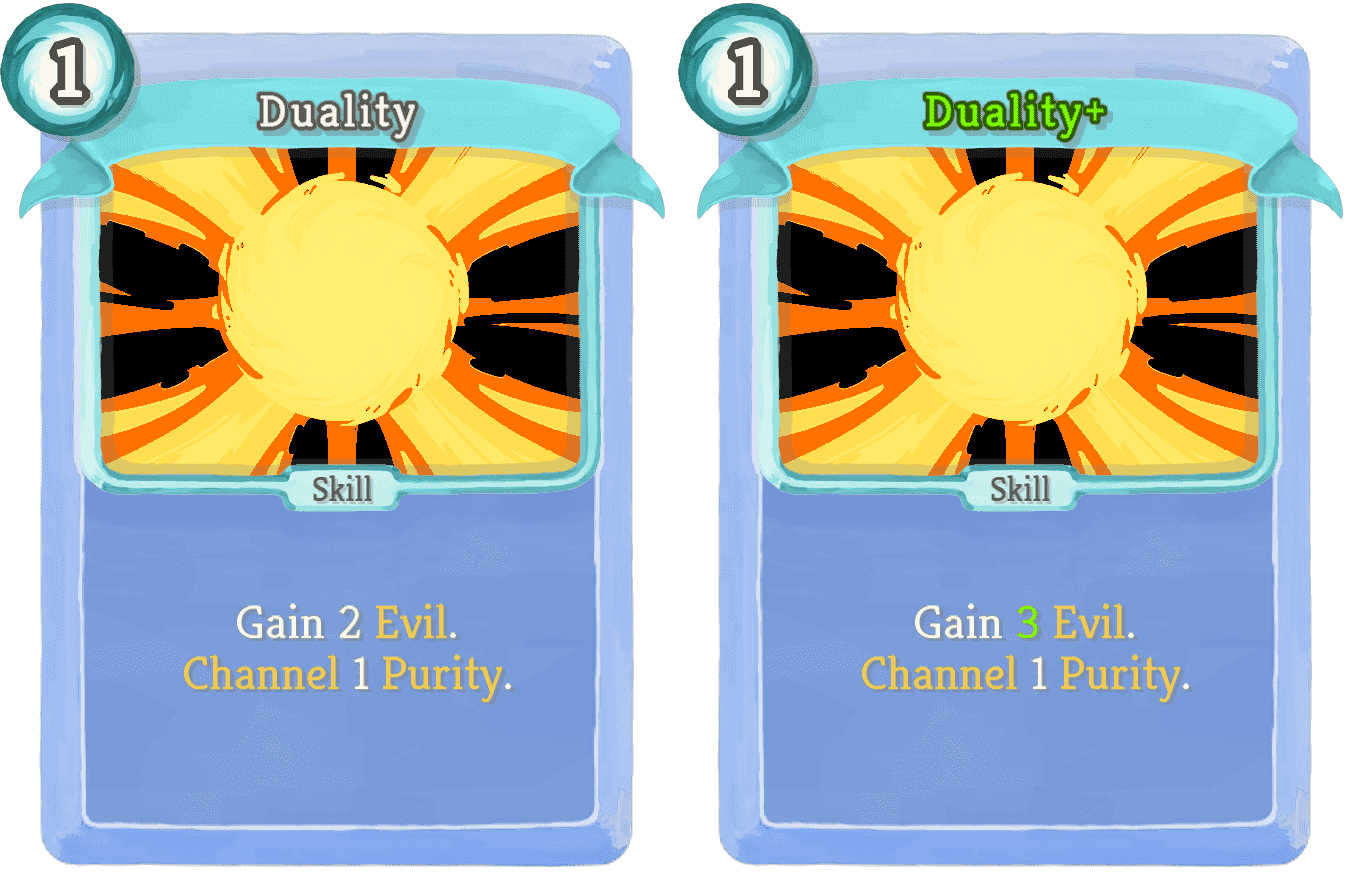 1
Duality
Skill
Gain 2 Evil.
Channel 1 Purity.
1
Duality+
Skill
Gain 3 Evil.
Channel 1 Purity.